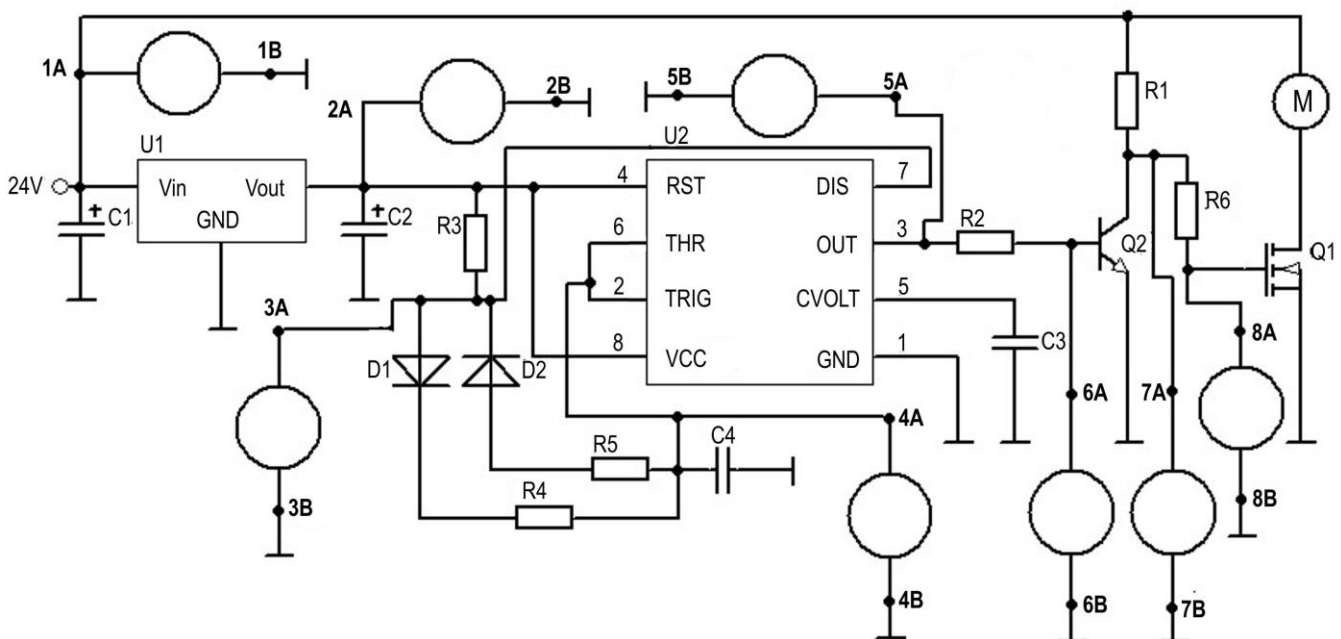 1B
1A
2B
2A
5B
5A
R1
M
U1
U2
24V
Vin
Vout
GND
C1
C2
R3
4
RST
DIS
7
6
THR
OUT
3
R2
2
TRIG
CVOLT
5
8
VCC
GND
1
Q2
R6
Q1
C3
3A
D1
D2
8A
6A
7A
4A
R5
C4
R4
3B
8B
4B
6B
7B